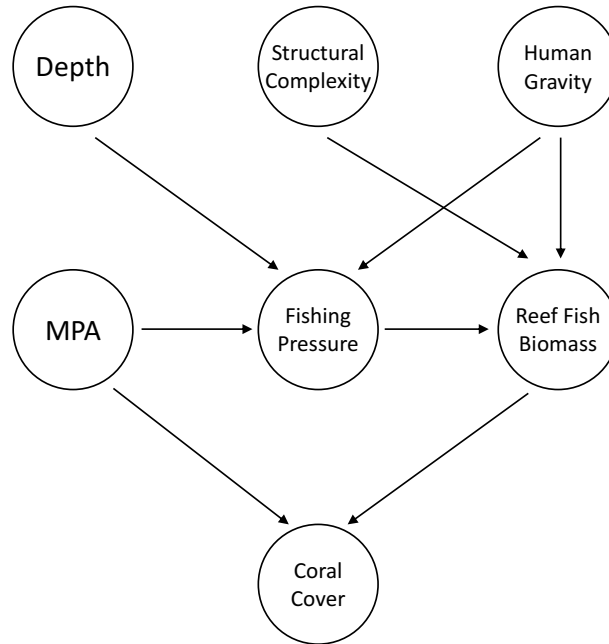 Depth
Structural
Complexity
Human
Gravity
MPA
Fishing
Pressure
Reef Fish
Biomass
Coral
Cover